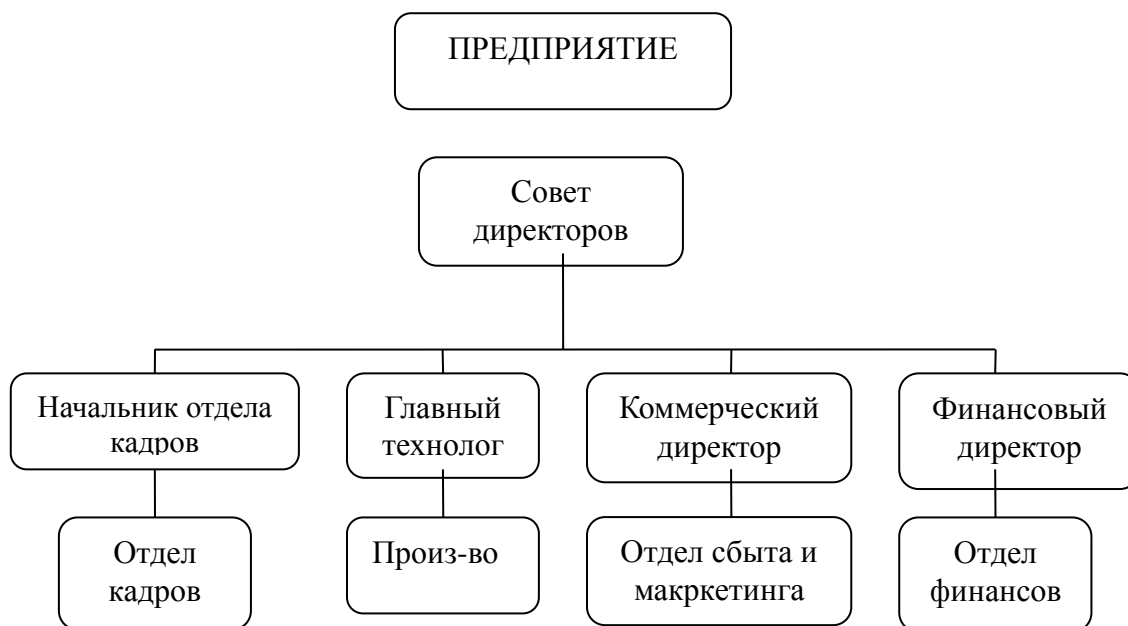 ПРЕДПРИЯТИЕ
Совет
директоров
Начальник отдела
кадров
Главный
технолог
Коммерческий
директор
Финансовый
директор
Отдел
кадров
Произ-во
Отдел сбыта и
макркетинга
Отдел
финансов